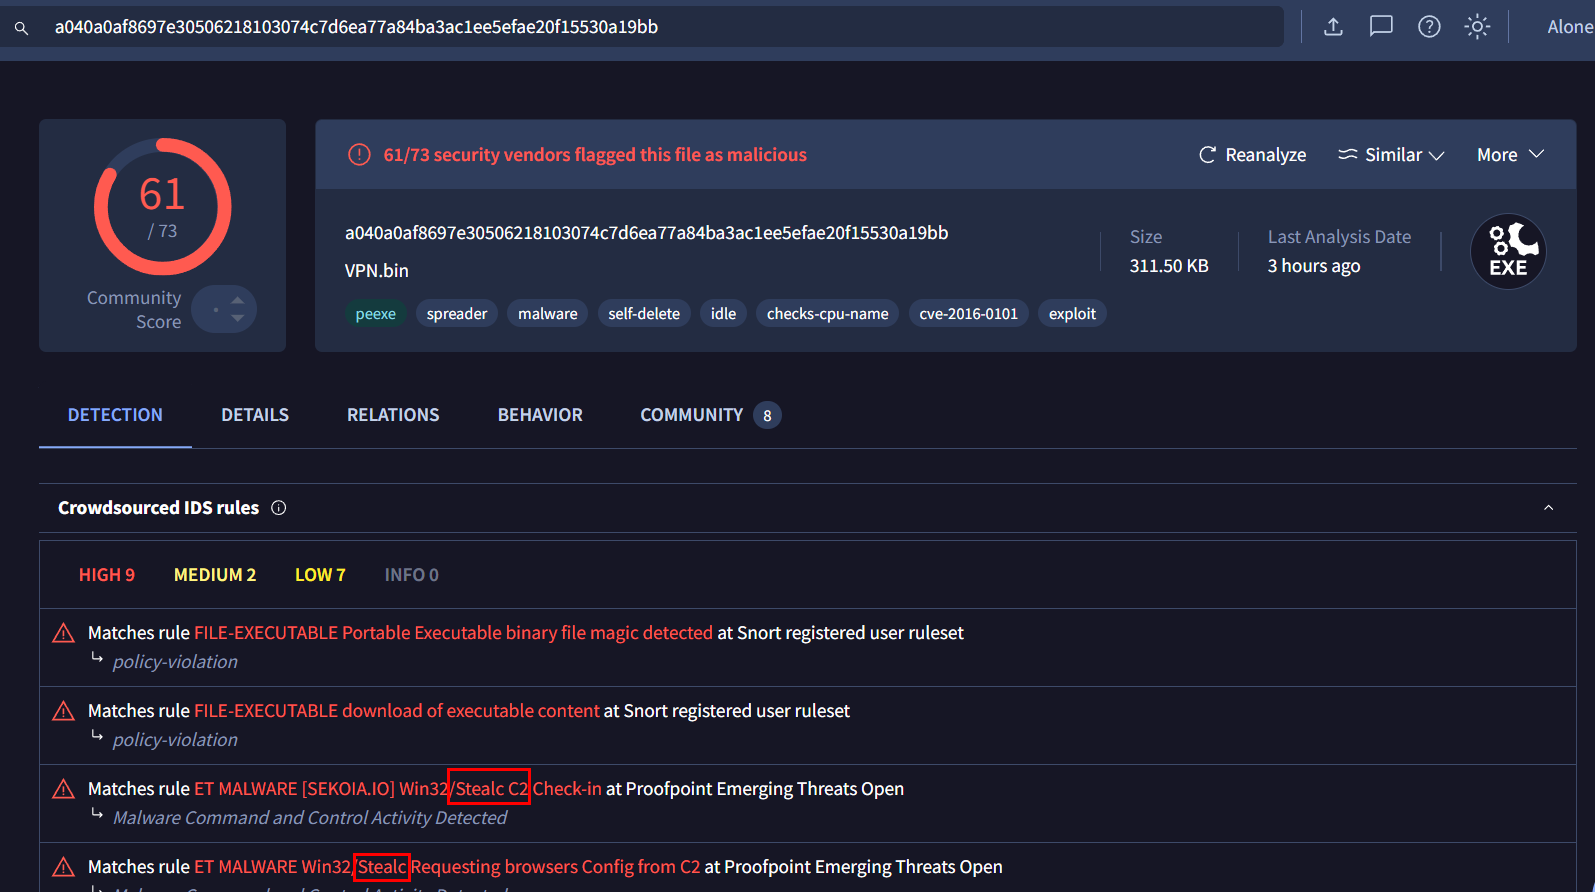 a040a0af8697e30506218103074c7d6ea77a84ba3ac1ee5efae20f15530a19bb
Alone
61
/ 73
Community
Score
61/73 security vendors flagged this file as malicious
Reanalyze
Similar
More
a040a0af8697e30506218103074c7d6ea77a84ba3ac1ee5efae20f15530a19bb
VPN.bin
peexe spreader malware self-delete idle checks-cpu-name cve-2016-0101 exploit
Size
311.50 KB
Last Analysis Date
3 hours ago
EXE
DETECTION DETAILS RELATIONS BEHAVIOR COMMUNITY 8
Crowdsourced IDS rules
HIGH 9 MEDIUM 2 LOW 7 INFO 0
Matches rule FILE-EXECUTABLE Portable Executable binary file magic detected at Snort registered user ruleset
policy-violation
Matches rule FILE-EXECUTABLE download of executable content at Snort registered user ruleset
policy-violation
Matches rule ET MALWARE [SEKOIA.IO] Win32/Stealc C2 Check-in at Proofpoint Emerging Threats Open
Malware Command and Control Activity Detected
Matches rule ET MALWARE Win32/Stealc Requesting browsers Config from C2 at Proofpoint Emerging Threats Open